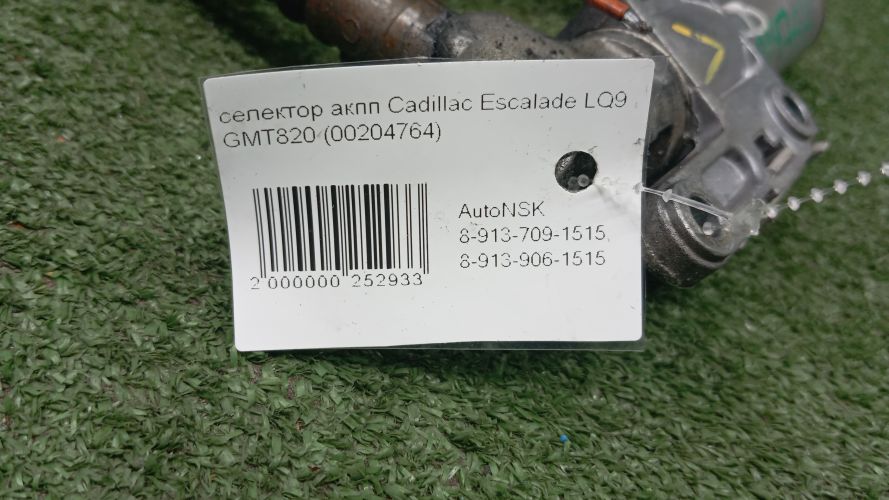 селектор акпп Cadillac Escalade LQ9
GMT820 (00204764)
AutoNSK
8-913-709-1515
8-913-906-1515
2 000000 252933